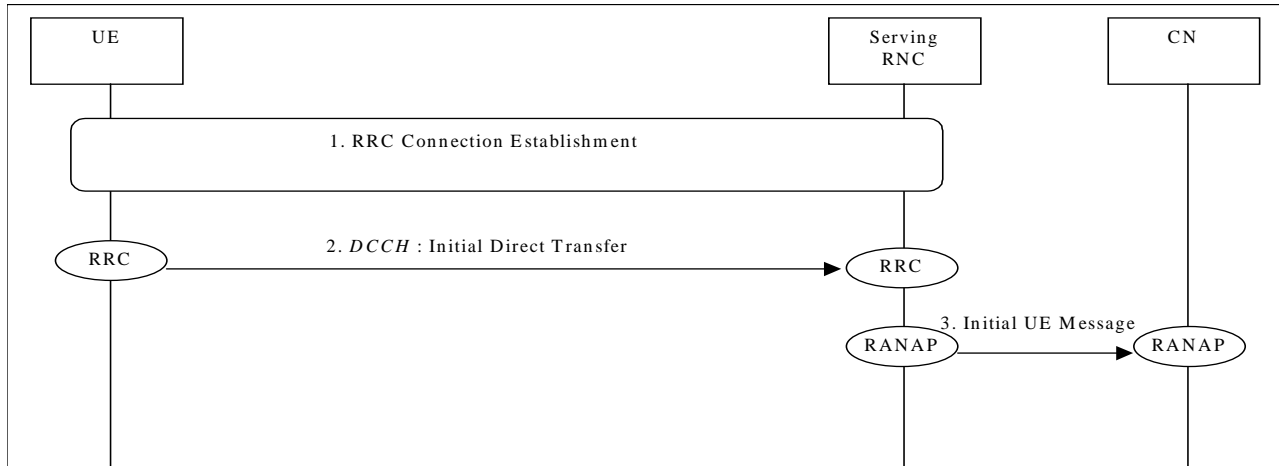 UE
Serving
RNC
CN
1. RRC Connection Establishment
2. DCCH : Initial Direct Transfer
RRC
RRC
3. Initial UE Message
RANAP
RANAP